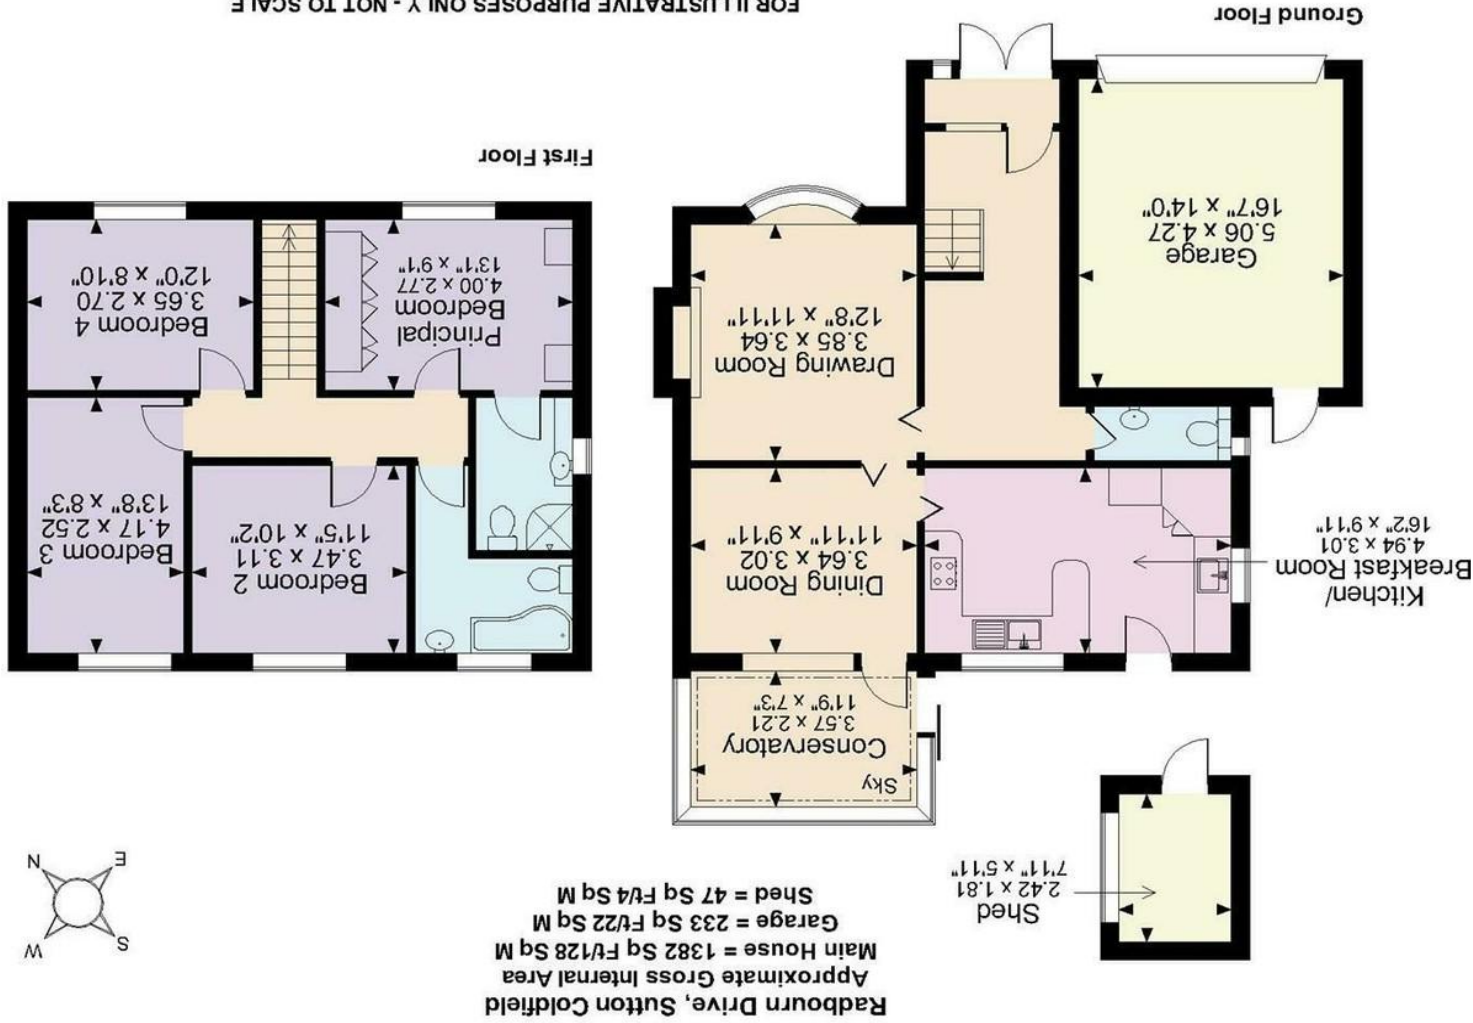 Radbourn Drive, Sutton Coldfield
Approximate Gross Internal Area
Main House = 1382 Sq Ft/128 Sq M
Garage = 233 Sq Ft/22 Sq M
Shed = 47 Sq Ft/4 Sq M
S
W
E
N
Shed
2.42 x 1.81
7'11" x 5'11"
Sky
Conservatory
3.57 x 2.21
11'9" x 7'3"
Kitchen/
Breakfast Room
4.94 x 3.01
16'2" x 9'11"
Dining Room
3.64 x 3.02
11'11" x 9'11"
Drawing Room
3.85 x 3.64
12'8" x 11'11"
Garage
5.06 x 4.27
16'7" x 14'0"
Ground Floor
Bedroom 2
3.47 x 3.11
11'5" x 10'2"
Bedroom 3
4.17 x 2.52
13'8" x 8'3"
Principal
Bedroom
4.00 x 2.77
13'1" x 9'1"
Bedroom 4
3.65 x 2.70
12'0" x 8'10"
First Floor
FOR ILLUSTRATIVE PURPOSES ONLY - NOT TO SCALE